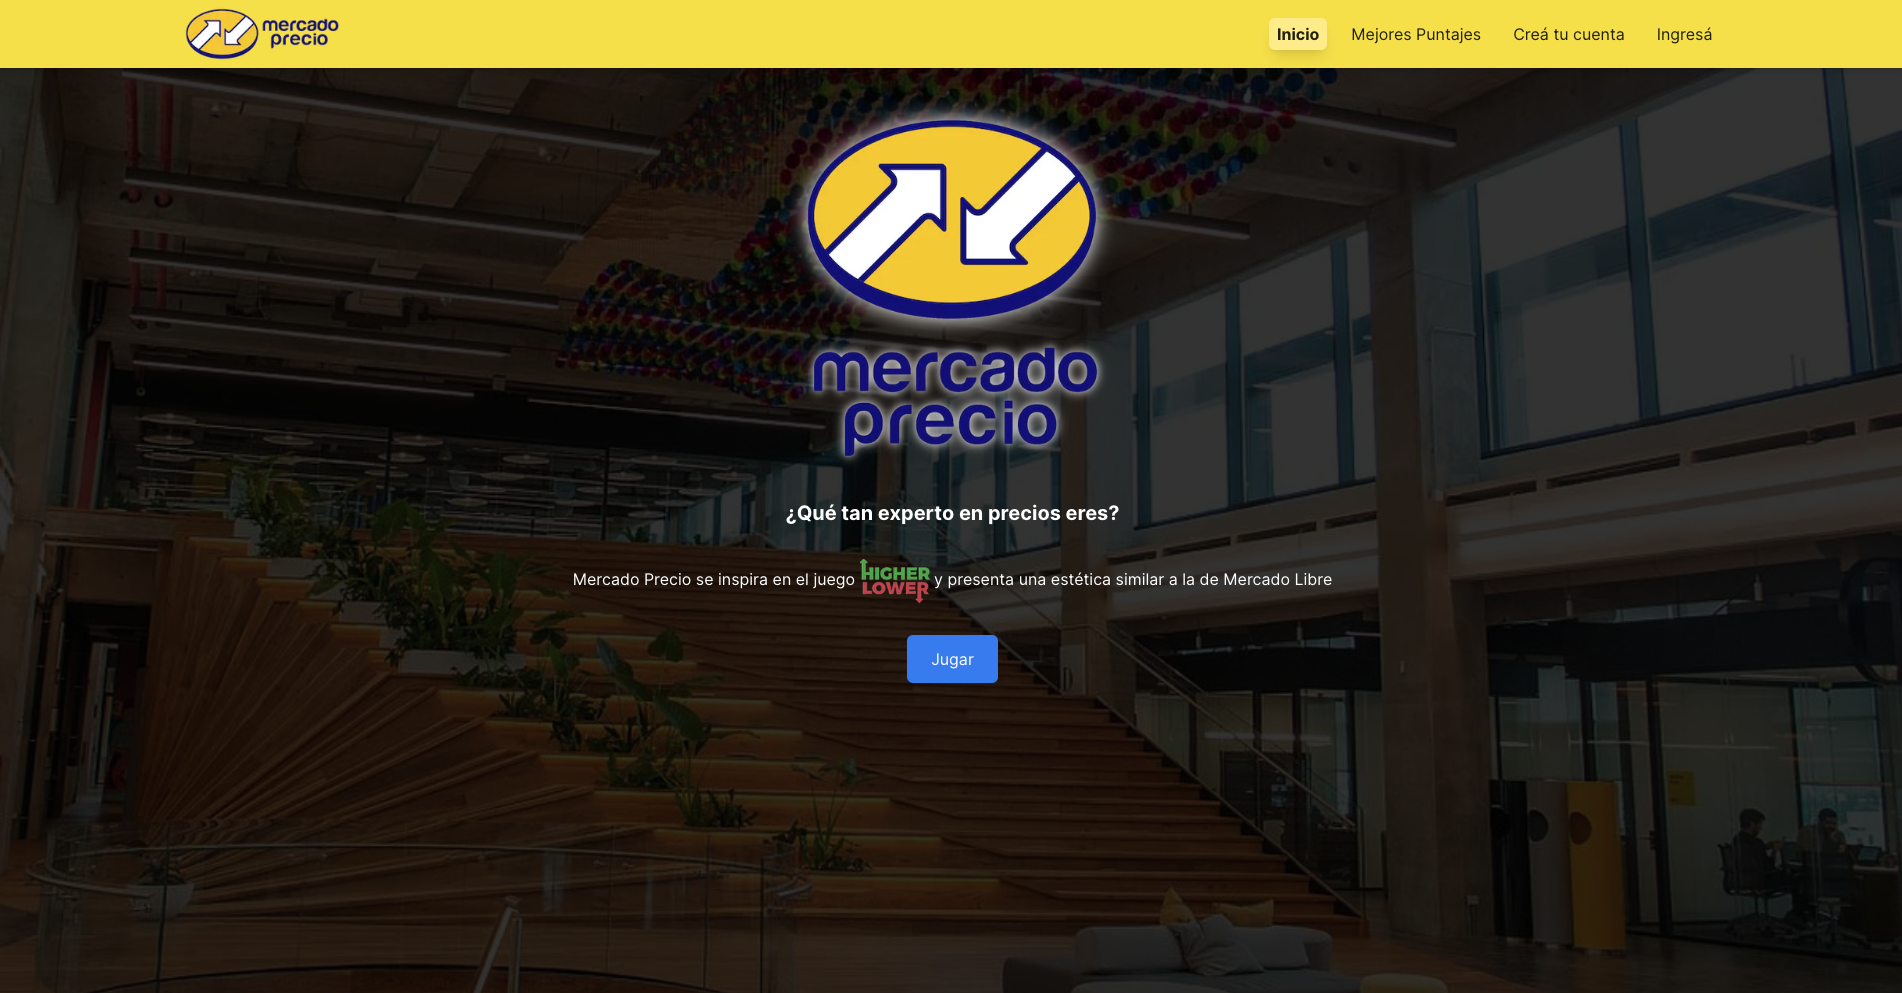 mercado
precio
Inicio
Mejores Puntajes
Creá tu cuenta
Ingresá
mercado
precio
¿Qué tan experto en precios eres?
Mercado Precio se inspira en el juego HIGHER LOWER y presenta una estética similar a la de Mercado Libre
Jugar